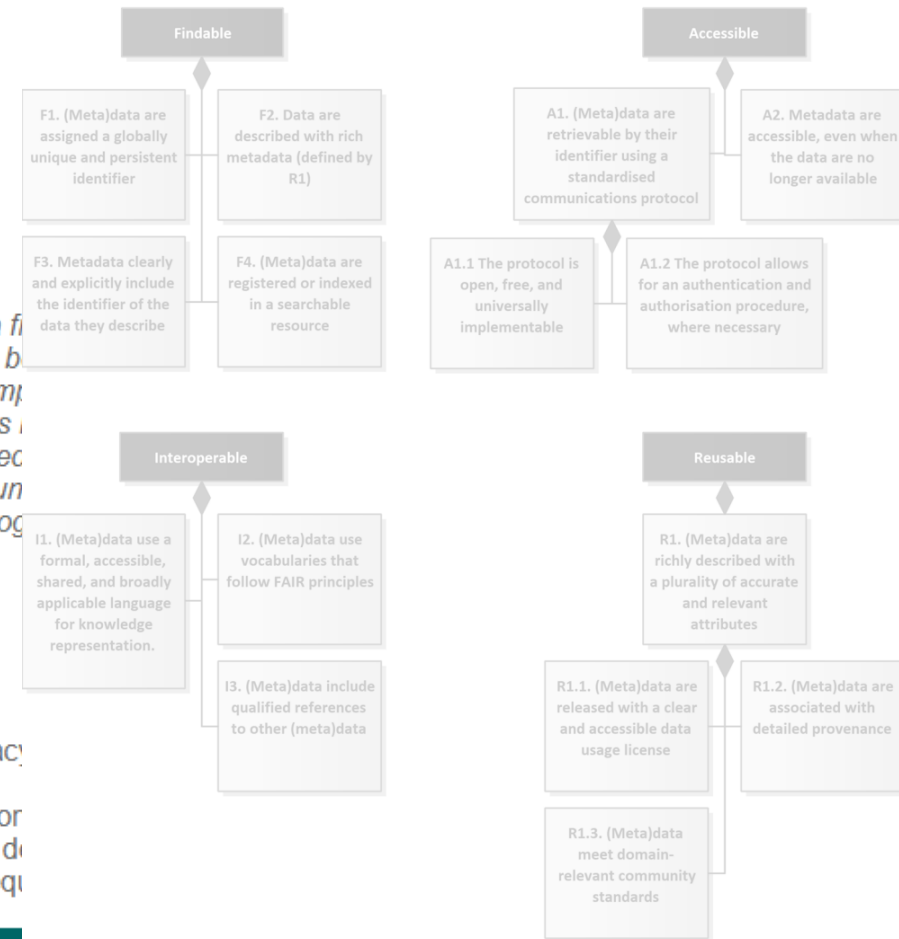 Findable
F1. (Meta)data are
assigned a globally
unique and persistent
identifier
F2. Data are
described with rich
metadata (defined by
R1)
F3. Metadata clearly
and explicitly include
the identifier of the
data they describe
F4. (Meta)data are
registered or indexed
in a searchable
resource
Accessible
A1. (Meta)data are
retrievable by their
identifier using a
standardised
communications protocol
A2. Metadata are
accessible, even when
the data are no
longer available
A1.1 The protocol is
open, free, and
universally
implementable
A1.2 The protocol allows
for an authentication and
authorisation procedure,
where necessary
Interoperable
I1. (Meta)data use a
formal, accessible,
shared, and broadly
applicable language
for knowledge
representation.
I2. (Meta)data use
vocabularies that
follow FAIR principles
I3. (Meta)data include
qualified references
to other (meta)data
Reusable
R1. (Meta)data are
richly described with
a plurality of accurate
and relevant
attributes
R1.1. (Meta)data are
released with a clear
and accessible data
usage license
R1.2. (Meta)data are
associated with
detailed provenance
R1.3. (Meta)data
meet domain-
relevant community
standards